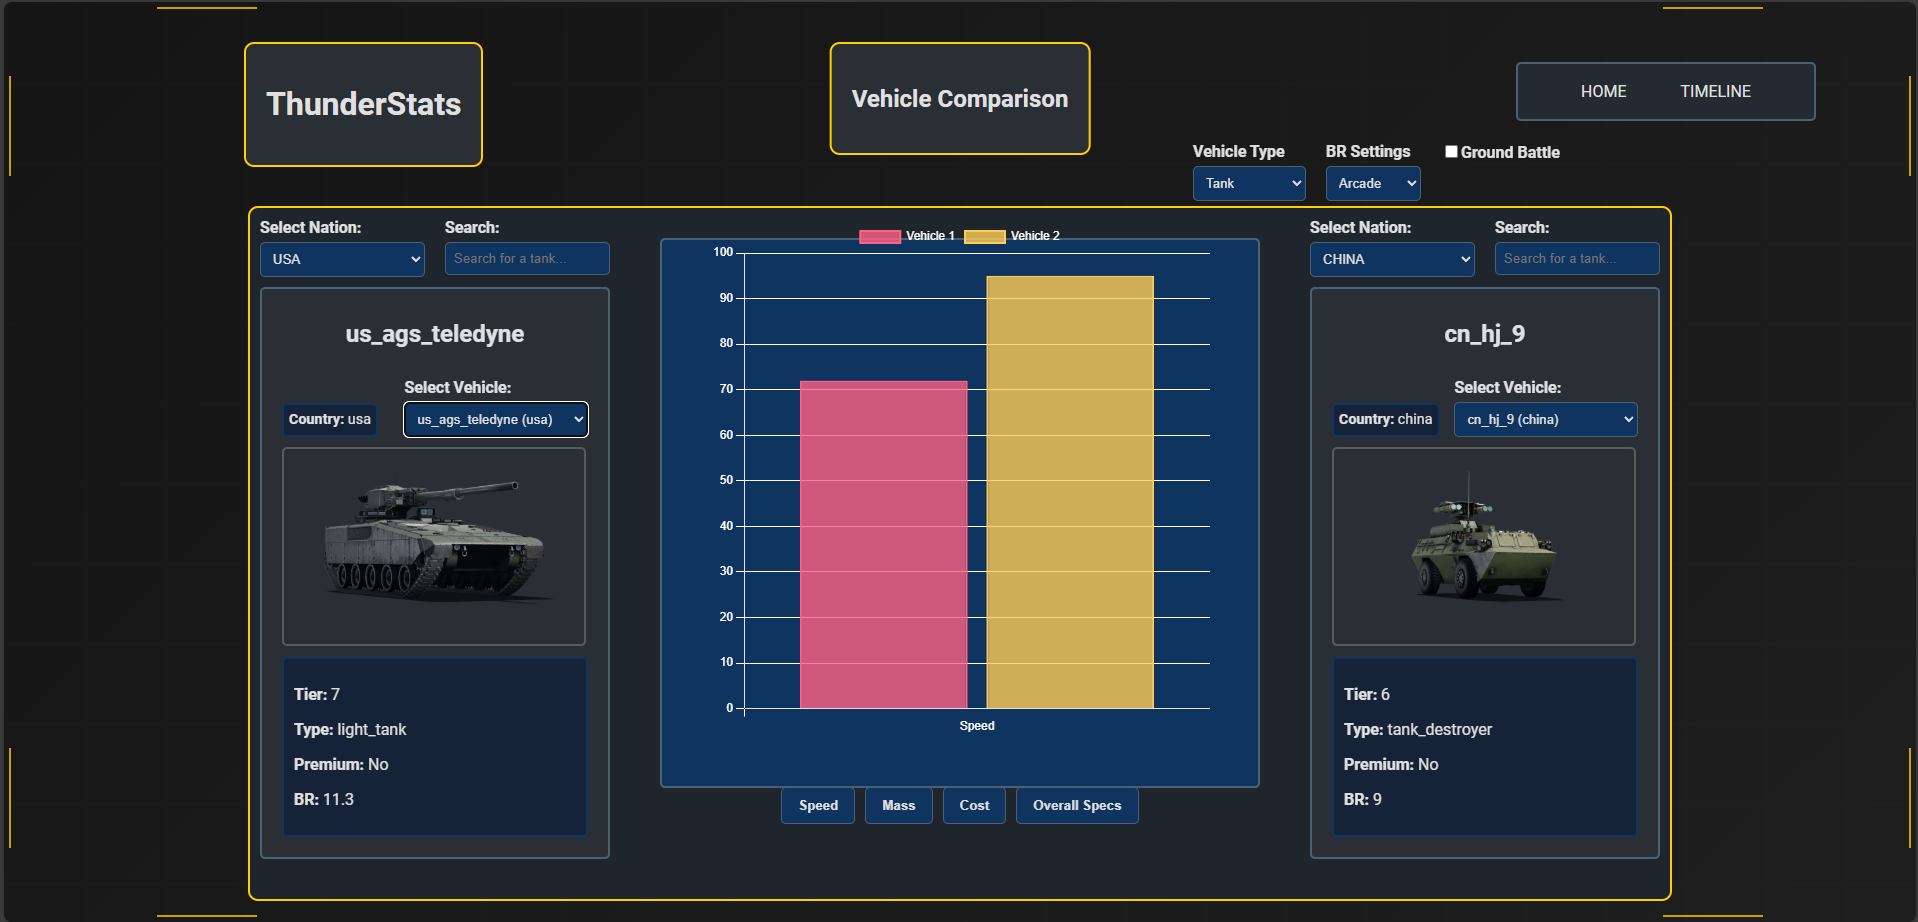 ThunderStats
Vehicle Comparison
HOME TIMELINE
Vehicle Type BR Settings Ground Battle
Tank Arcade
Select Nation: Search:
USA Search for a tank...
us_ags_teledyne
Select Vehicle:
Country: usa us_ags_teledyne (usa)
Tier: 7
Type: light_tank
Premium: No
BR: 11.3
Vehicle 1 Vehicle 2
100
90
80
70
60
50
40
30
20
10
0
Speed
Speed Mass Cost Overall Specs
Select Nation: Search:
CHINA Search for a tank...
cn_hj_9
Select Vehicle:
Country: china cn_hj_9 (china)
Tier: 6
Type: tank_destroyer
Premium: No
BR: 9